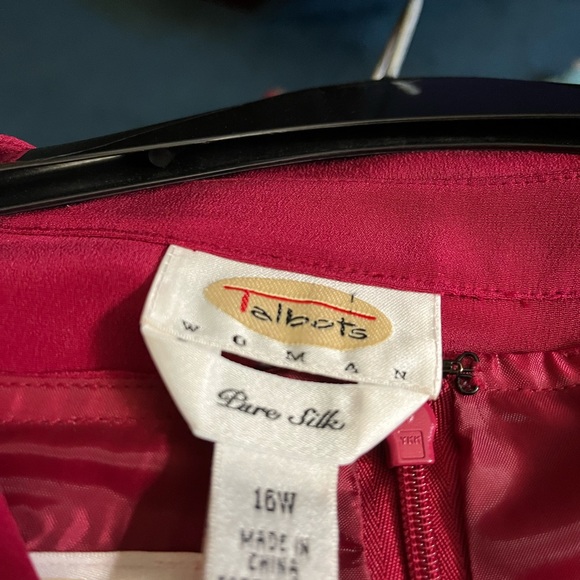 Talbots
WOMAN
Pure Silk
16W
MADE IN
CHINA